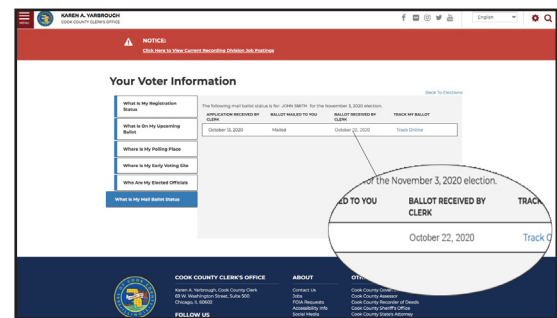 MENU
KAREN A. YARBROUGH
COOK COUNTY CLERK'S OFFICE
English
NOTICE:
Click Here to View Current Recording Division Job Postings
Your Voter Information
Back To Elections
What Is My Registration
Status
What Is On My Upcoming
Ballot
Where Is My Polling Place
Where Is My Early Voting Site
Who Are My Elected Officials
What Is My Mail Ballot Status
The following mail ballot status is for: JOHN SMITH for the November 3, 2020 election.
APPLICATION RECEIVED BY CLERK
BALLOT MAILED TO YOU
BALLOT RECEIVED BY CLERK
TRACK MY BALLOT
October 13, 2020
Mailed
October 22, 2020
Track Online
for the November 3, 2020 election.
ED TO YOU
BALLOT RECEIVED BY
CLERK
TRACK
October 22, 2020
Track O
COOK COUNTY CLERK'S OFFICE
Karen A. Yarbrough, Cook County Clerk
69 W. Washington Street, Suite 500
Chicago, IL 60602
FOLLOW US
ABOUT
Contact Us
Jobs
FOIA Requests
Accessibility Info
Social Media
Cook County Assessor
Cook County Recorder of Deeds
Cook County Sheriff's Office
Cook County State's Attorney